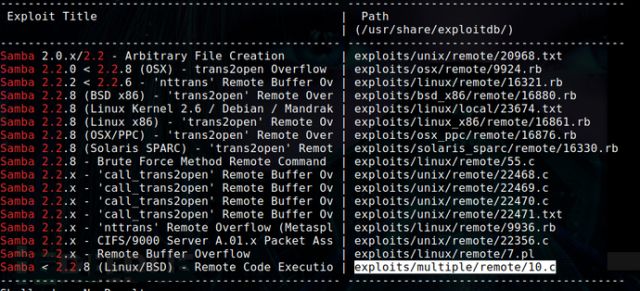 Exploit Title | Path
| (/usr/share/exploitdb/)
Samba 2.0.x/2.2 - Arbitrary File Creation | exploits/unix/remote/20968.txt
Samba 2.2.0 < 2.2.8 (OSX) - trans2open Overflow | exploits/osx/remote/9924.rb
Samba 2.2.2 < 2.2.6 - 'nttrans' Remote Buffer Ov | exploits/linux/remote/16321.rb
Samba 2.2.8 (BSD x86) - 'trans2open' Remote Over | exploits/bsd_x86/remote/16880.rb
Samba 2.2.8 (Linux Kernel 2.6 / Debian / Mandrak | exploits/linux/local/23674.txt
Samba 2.2.8 (Linux x86) - 'trans2open' Remote Ov | exploits/linux_x86/remote/16861.rb
Samba 2.2.8 (OSX/PPC) - 'trans2open' Remote Over | exploits/osx_ppc/remote/16876.rb
Samba 2.2.8 (Solaris SPARC) - 'trans2open' Remot | exploits/solaris_sparc/remote/16330.rb
Samba 2.2.8 - Brute Force Method Remote Command | exploits/linux/remote/55.c
Samba 2.2.x - 'call_trans2open' Remote Buffer Ov | exploits/unix/remote/22468.c
Samba 2.2.x - 'call_trans2open' Remote Buffer Ov | exploits/unix/remote/22469.c
Samba 2.2.x - 'call_trans2open' Remote Buffer Ov | exploits/unix/remote/22470.c
Samba 2.2.x - 'call_trans2open' Remote Buffer Ov | exploits/unix/remote/22471.txt
Samba 2.2.x - 'nttrans' Remote Overflow (Metaspl | exploits/linux/remote/9936.rb
Samba 2.2.x - CIFS/9000 Server A.01.x Packet Ass | exploits/unix/remote/22356.c
Samba 2.2.x - Remote Buffer Overflow | exploits/linux/remote/7.pl
Samba < 2.2.8 (Linux/BSD) - Remote Code Executio | exploits/multiple/remote/10.c